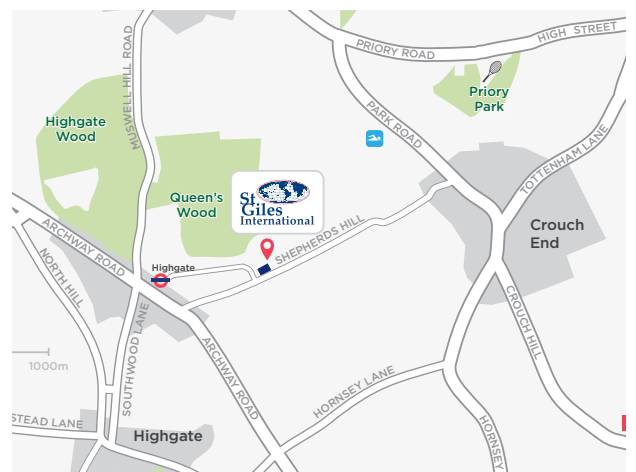 HIGH STREET
PRIORY ROAD
MUSWELL HILL ROAD
Priory
Park
PARK ROAD
Highgate
Wood
TOTTENHAM LANE
Queen's
Wood
St
Giles
International
Crouch
End
ARCHWAY ROAD
SHEPHERDS HILL
NORTH HILL
Highgate
SOUTHWOOD LANE
CROUCH HILL
1000m
ARCHWAY ROAD
HORNSEY LANE
STEAD LANE
Highgate
HORNSEY